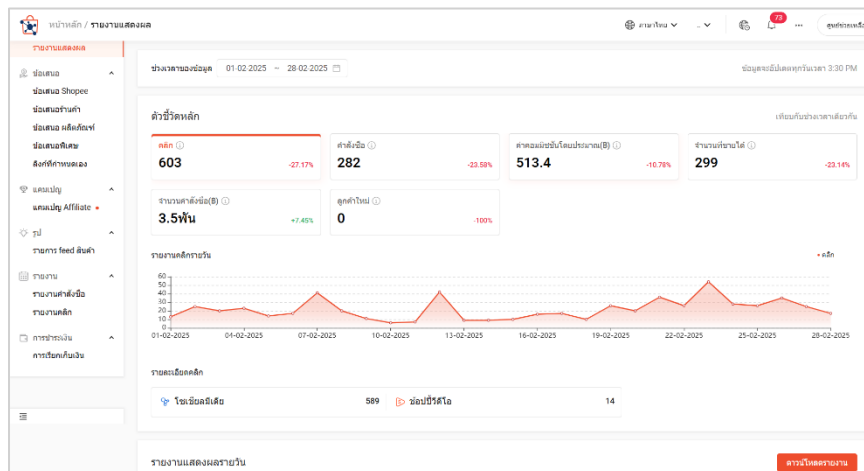 หน้าหลัก / รายงานแสดงผล
ภาษาไทย
73
ศูนย์ช่วยเหลือ
รายงานแสดงผล
ข้อเสนอ
ข้อเสนอ Shopee
ข้อเสนอร้านค้า
ข้อเสนอ ผลิตภัณฑ์
ข้อเสนอพิเศษ
ลิงก์ที่กำหนดเอง
แคมเปญ
แคมเปญ Affiliate
รูป
รายการ feed สินค้า
รายงาน
รายงานคำสั่งซื้อ
รายงานคลิก
การชำระเงิน
การเรียกเก็บเงิน
ช่วงเวลาของข้อมูล 01-02-2025 – 28-02-2025
ข้อมูลจะอัปเดตทุกวันเวลา 3:30 PM
ตัวชี้วัดหลัก
เทียบกับช่วงเวลาเดียวกัน
คลิก
603 -27.17%
คำสั่งซื้อ
282 -23.58%
ค่าคอมมิชชันโดยประมาณ(฿)
513.4 -10.78%
จำนวนที่ขายได้
299 -23.14%
จำนวนคำสั่งซื้อ(฿)
3.5พัน +7.45%
ลูกค้าใหม่
0 -100%
รายงานคลิกรายวัน
คลิก
60
50
40
30
20
10
0
01-02-2025 04-02-2025 07-02-2025 10-02-2025 13-02-2025 16-02-2025 19-02-2025 22-02-2025 25-02-2025 28-02-2025
รายละเอียดคลิก
โซเชียลมีเดีย 589
ช้อปปี้วิดีโอ 14
รายงานแสดงผลรายวัน
ดาวน์โหลดรายงาน